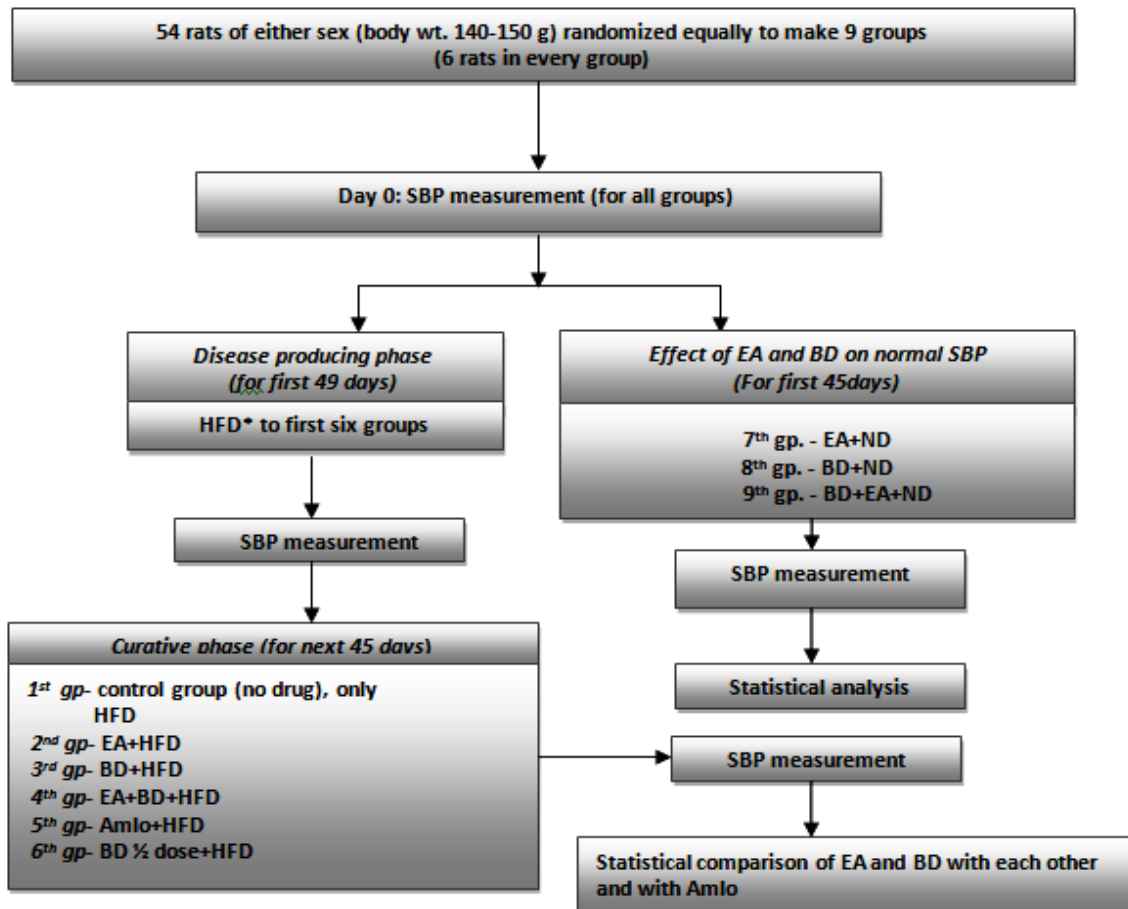 54 rats of either sex (body wt. 140-150 g) randomized equally to make 9 groups
(6 rats in every group)
Day 0: SBP measurement (for all groups)
Disease producing phase
(for first 49 days)
HFD* to first six groups
SBP measurement
Curative phase (for next 45 days)
1st gp- control group (no drug), only
HFD
2nd gp- EA+HFD
3rd gp- BD+HFD
4th gp- EA+BD+HFD
5th gp- Amlo+HFD
6th gp- BD ½ dose+HFD
Effect of EA and BD on normal SBP
(For first 45days)
7th gp. - EA+ND
8th gp. - BD+ND
9th gp. - BD+EA+ND
SBP measurement
Statistical analysis
SBP measurement
Statistical comparison of EA and BD with each other
and with Amlo